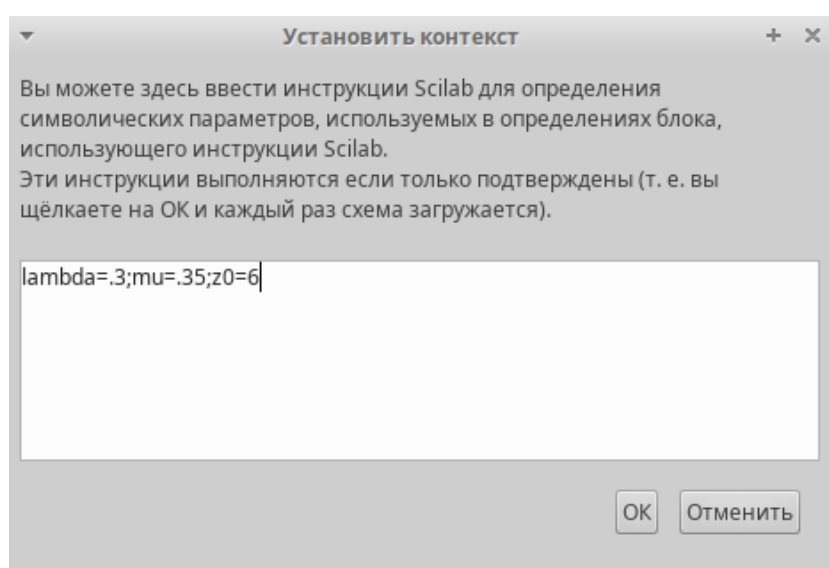 Установить контекст
Вы можете здесь ввести инструкции Scilab для определения
символических параметров, используемых в определениях блока,
использующего инструкции Scilab.
Эти инструкции выполняются если только подтверждены (т. е. вы
щёлкаете на ОК и каждый раз схема загружается).
lambda=.3;mu=.35;z0=6
ОК Отменить